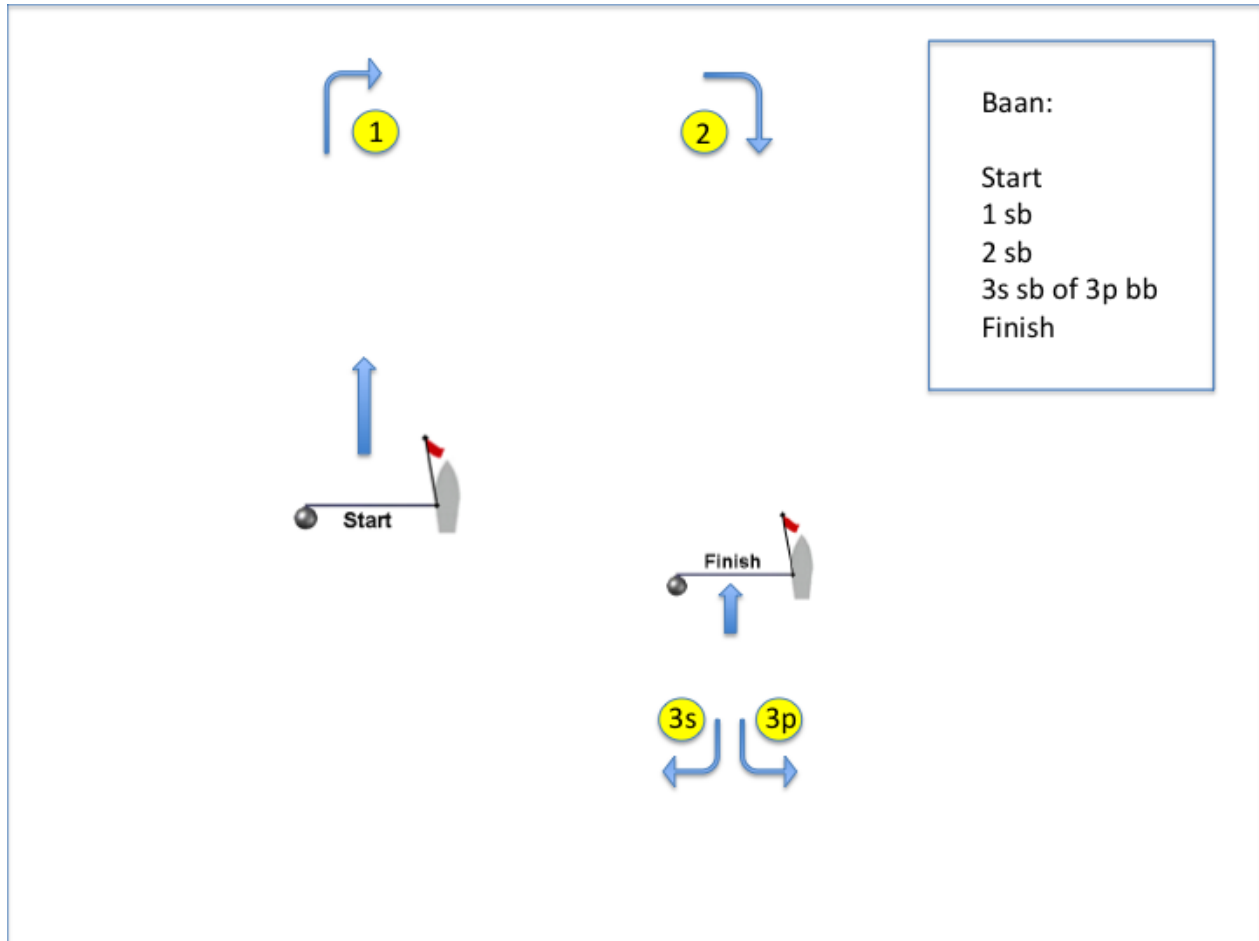 1
2
Baan:
Start
1 sb
2 sb
3s sb of 3p bb
Finish
Start
Finish
3s
3p